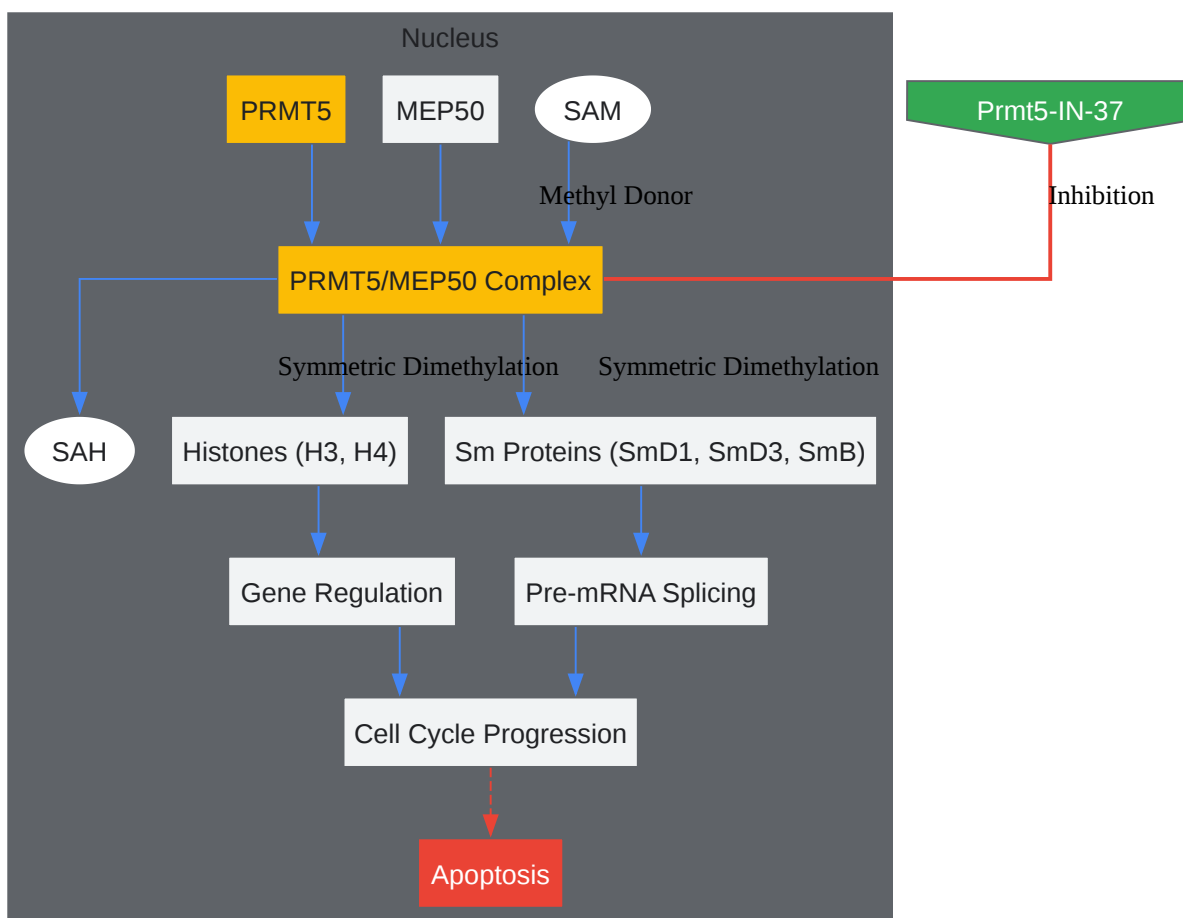 Nucleus
PRMT5
MEP50
SAM
Prmt5-IN-37
Methyl Donor
Inhibition
PRMT5/MEP50 Complex
Symmetric Dimethylation
Symmetric Dimethylation
SAH
Histones (H3, H4)
Sm Proteins (SmD1, SmD3, SmB)
Gene Regulation
Pre-mRNA Splicing
Cell Cycle Progression
Apoptosis